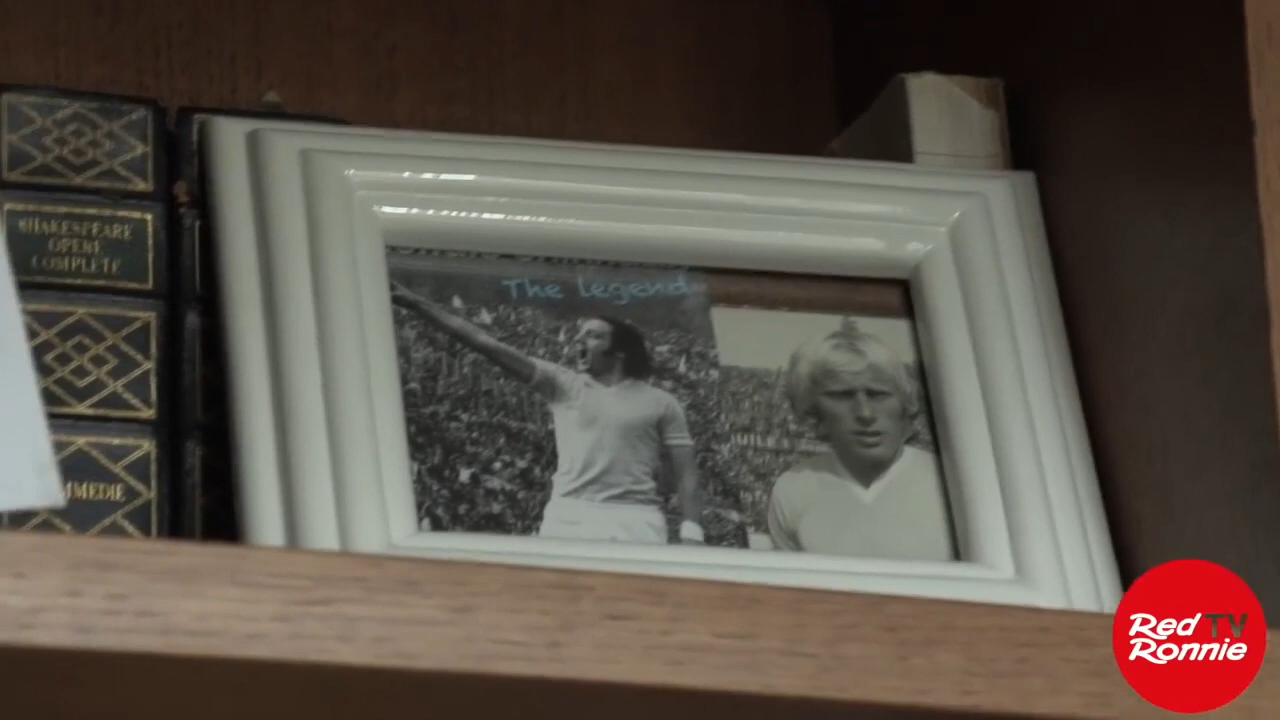 SHAKESPEARE
OPERE
COMPLETE
MMEDIE
The legend
Red TV
Ronnie